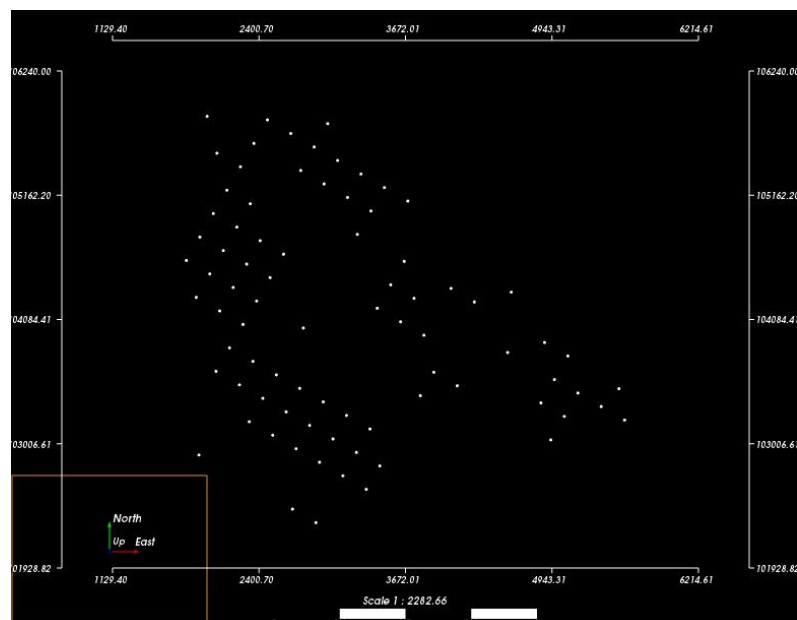 1129.40 2400.70 3672.01 4943.31 6214.61
106240.00 106240.00
105162.20 105162.20
104084.41 104084.41
103006.61 103006.61
North
Up East
101928.82 101928.82
1129.40 2400.70 3672.01 4943.31 6214.61
Scale 1 : 2282.66